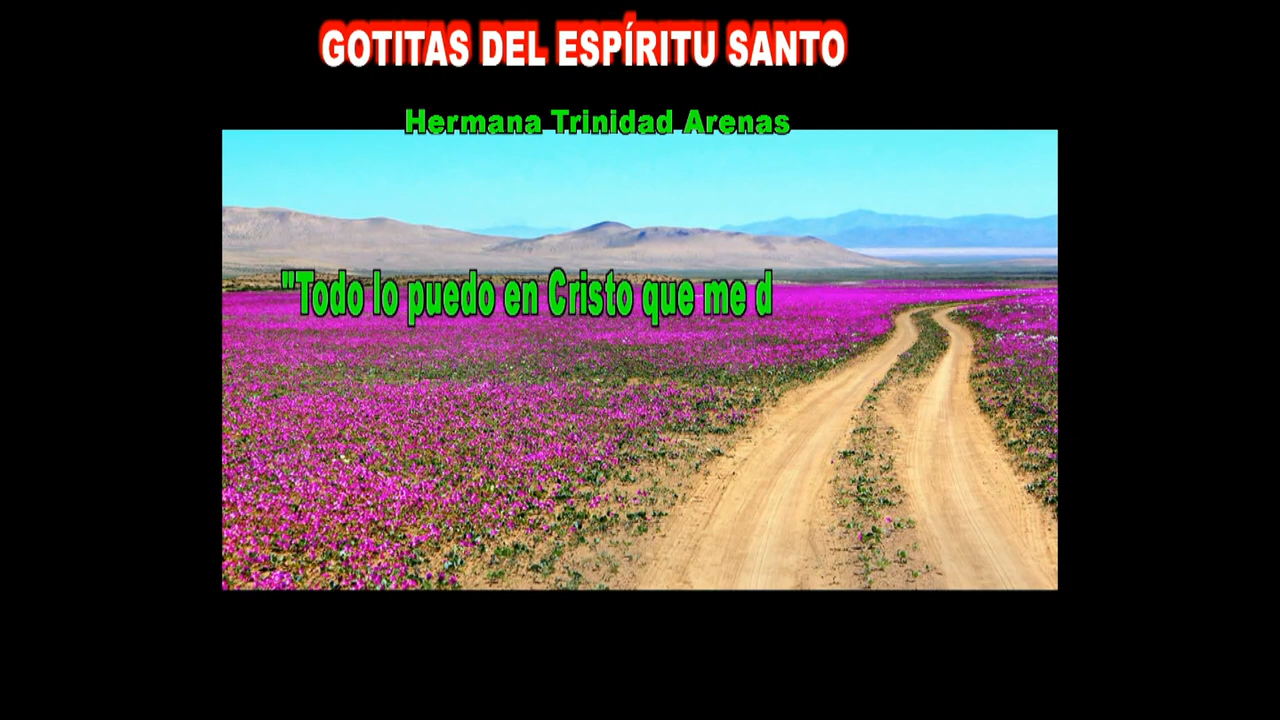 GOTITAS DEL ESPÍRITU SANTO
Hermana Trinidad Arenas
"Todo lo puedo en Cristo que me d